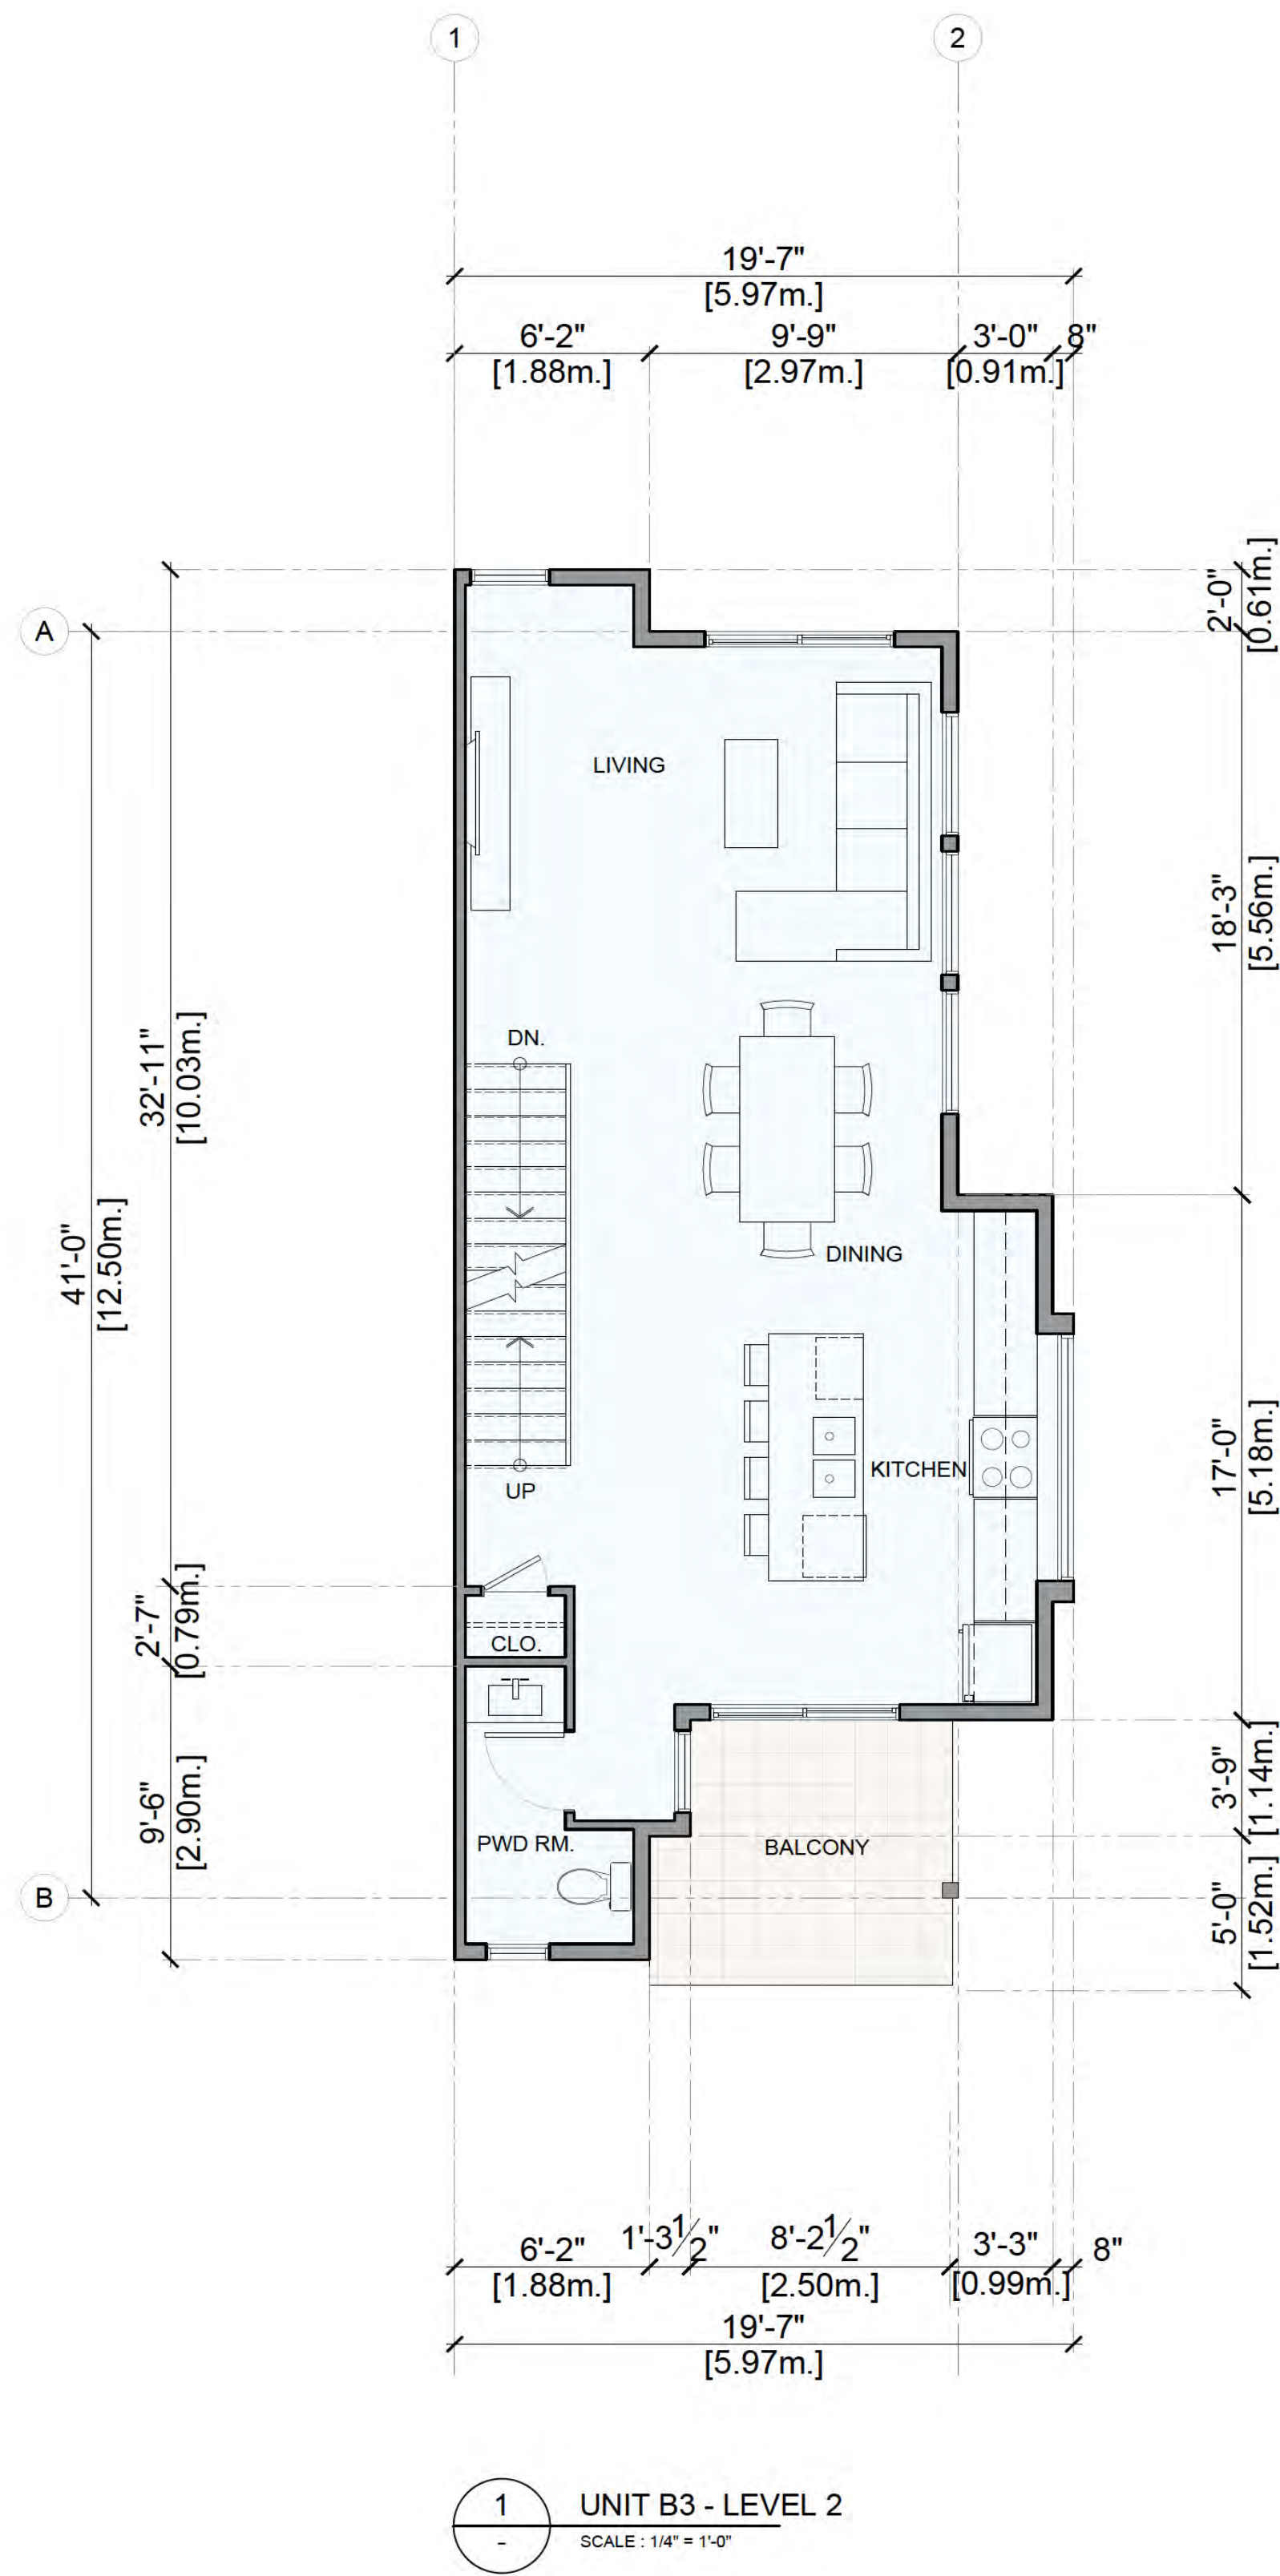 1
2
19'-7"
[5.97m.]
6'-2"
9'-9"
3'-0"
8"
[1.88m.]
[2.97m.]
[0.91m.]
2'-0"
[0.61m.]
A
LIVING
18'-3"
[5.56m.]
32'-11"
[10.03m.]
DN.
41'-0"
[12.50m.]
DINING
KITCHEN
17'-0"
[5.18m.]
UP
2'-7"
[0.79m.]
CLO.
9'-6"
[2.90m.]
PWD RM.
BALCONY
3'-9"
[1.14m.]
B
5'-0"
[1.52m.]
6'-2"
1'-3 1/2"
8'-2 1/2"
3'-3"
8"
[1.88m.]
[2.50m.]
[0.99m.]
19'-7"
[5.97m.]
1
-
UNIT B3 - LEVEL 2
SCALE : 1/4" = 1'-0"